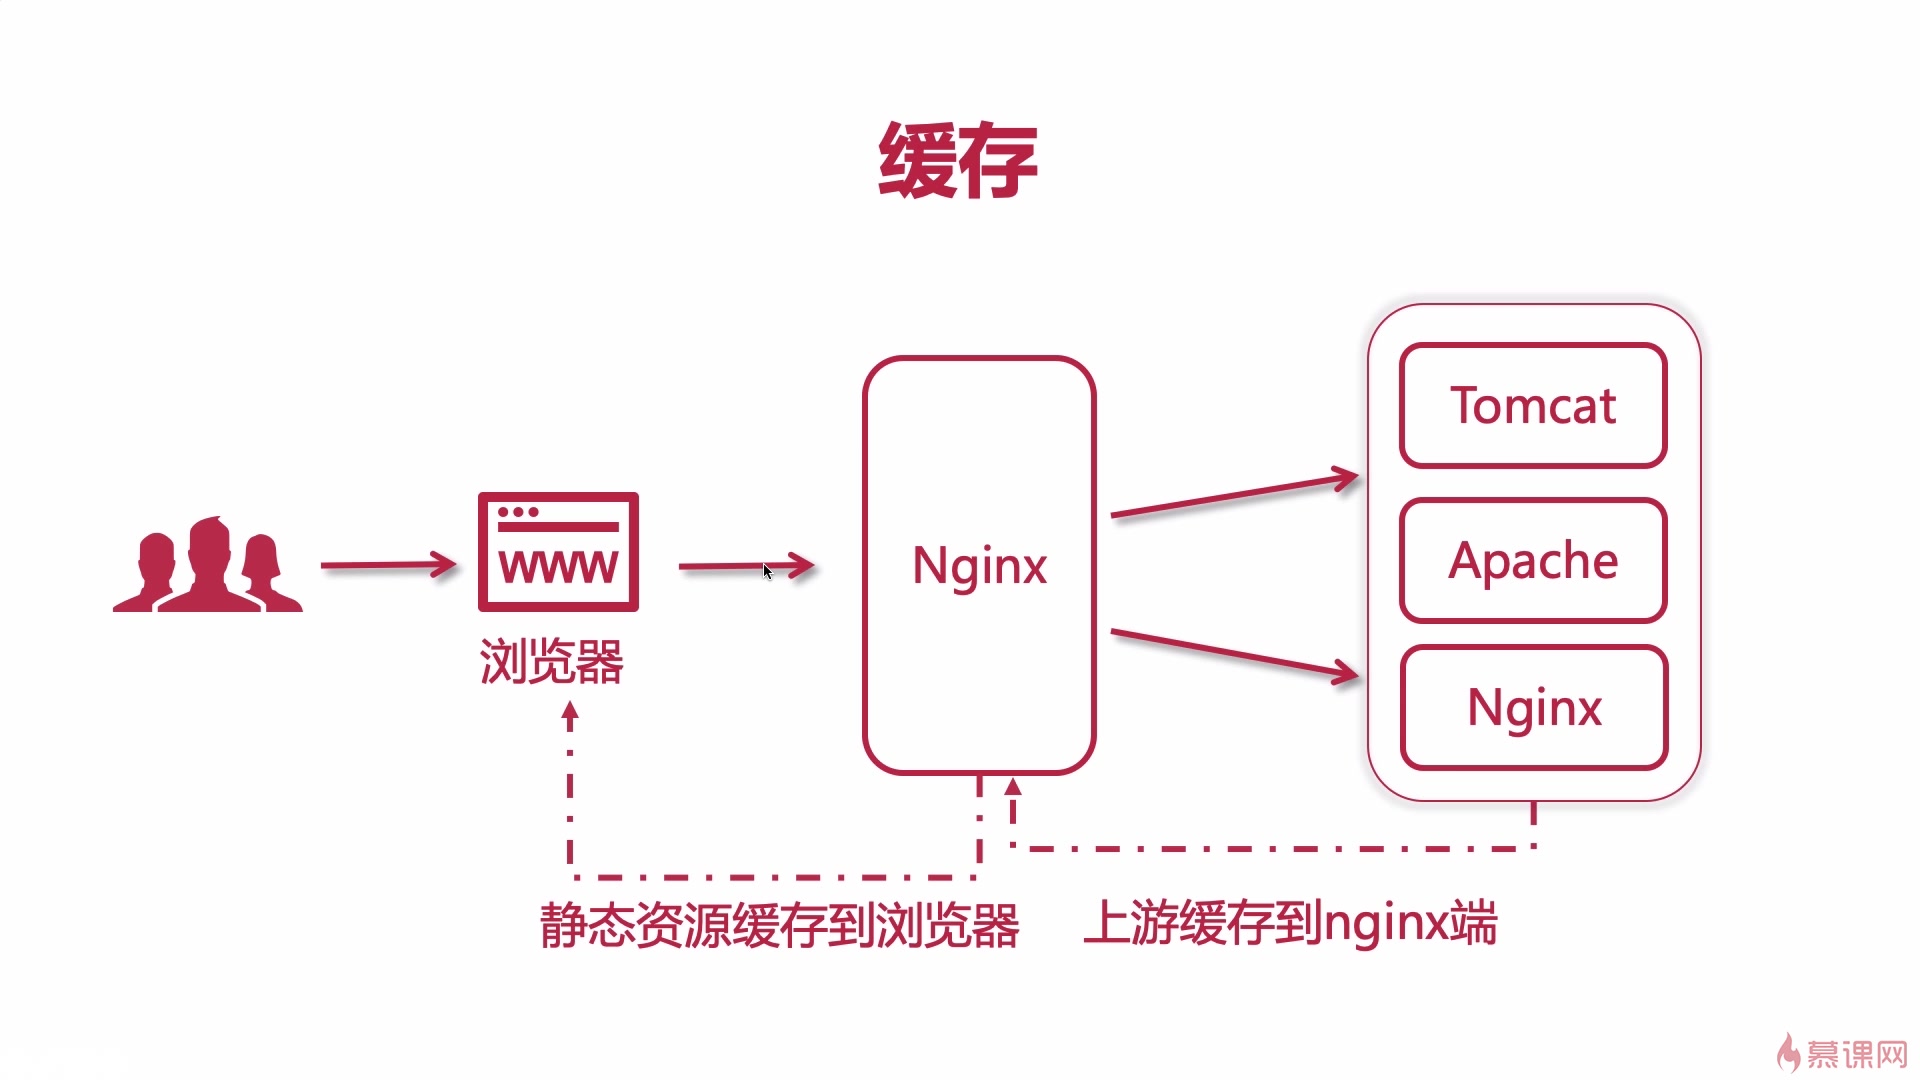 缓存
Tomcat
Apache
Nginx
Nginx
www
浏览器
静态资源缓存到浏览器
上游缓存到nginx端
慕课网